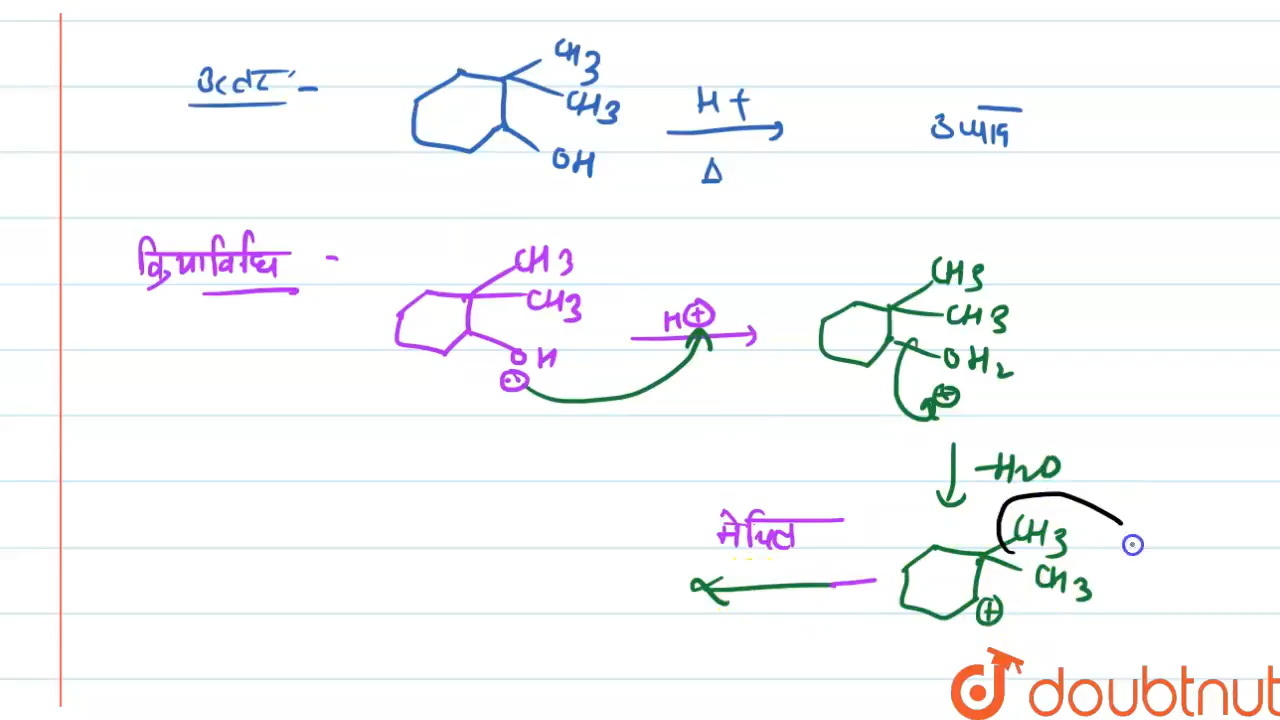 उत्तर -
CH3
CH3
OH
H+
Δ
उत्पाद
क्रियाविधि -
CH3
CH3
OH
H⊕
CH3
CH3
OH2
⊕
-H2O
CH3
CH3
⊕
मेथिल
doubtnut